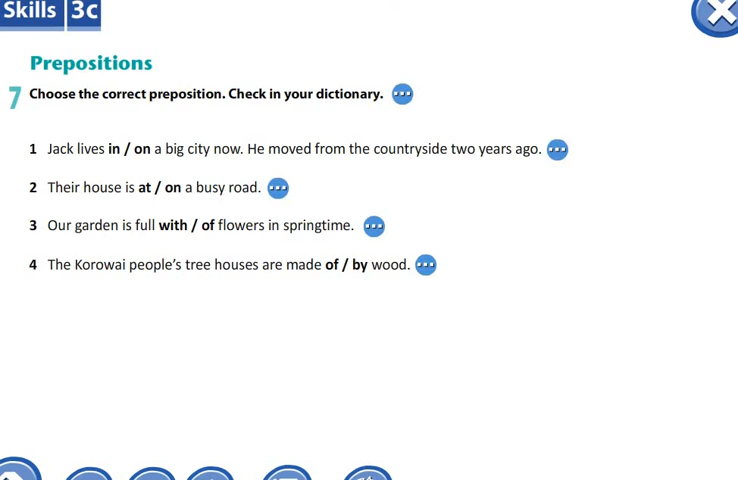 Skills 3c
Prepositions
7 Choose the correct preposition. Check in your dictionary.
1 Jack lives in / on a big city now. He moved from the countryside two years ago.
2 Their house is at / on a busy road.
3 Our garden is full with / of flowers in springtime.
4 The Korowai people's tree houses are made of / by wood.